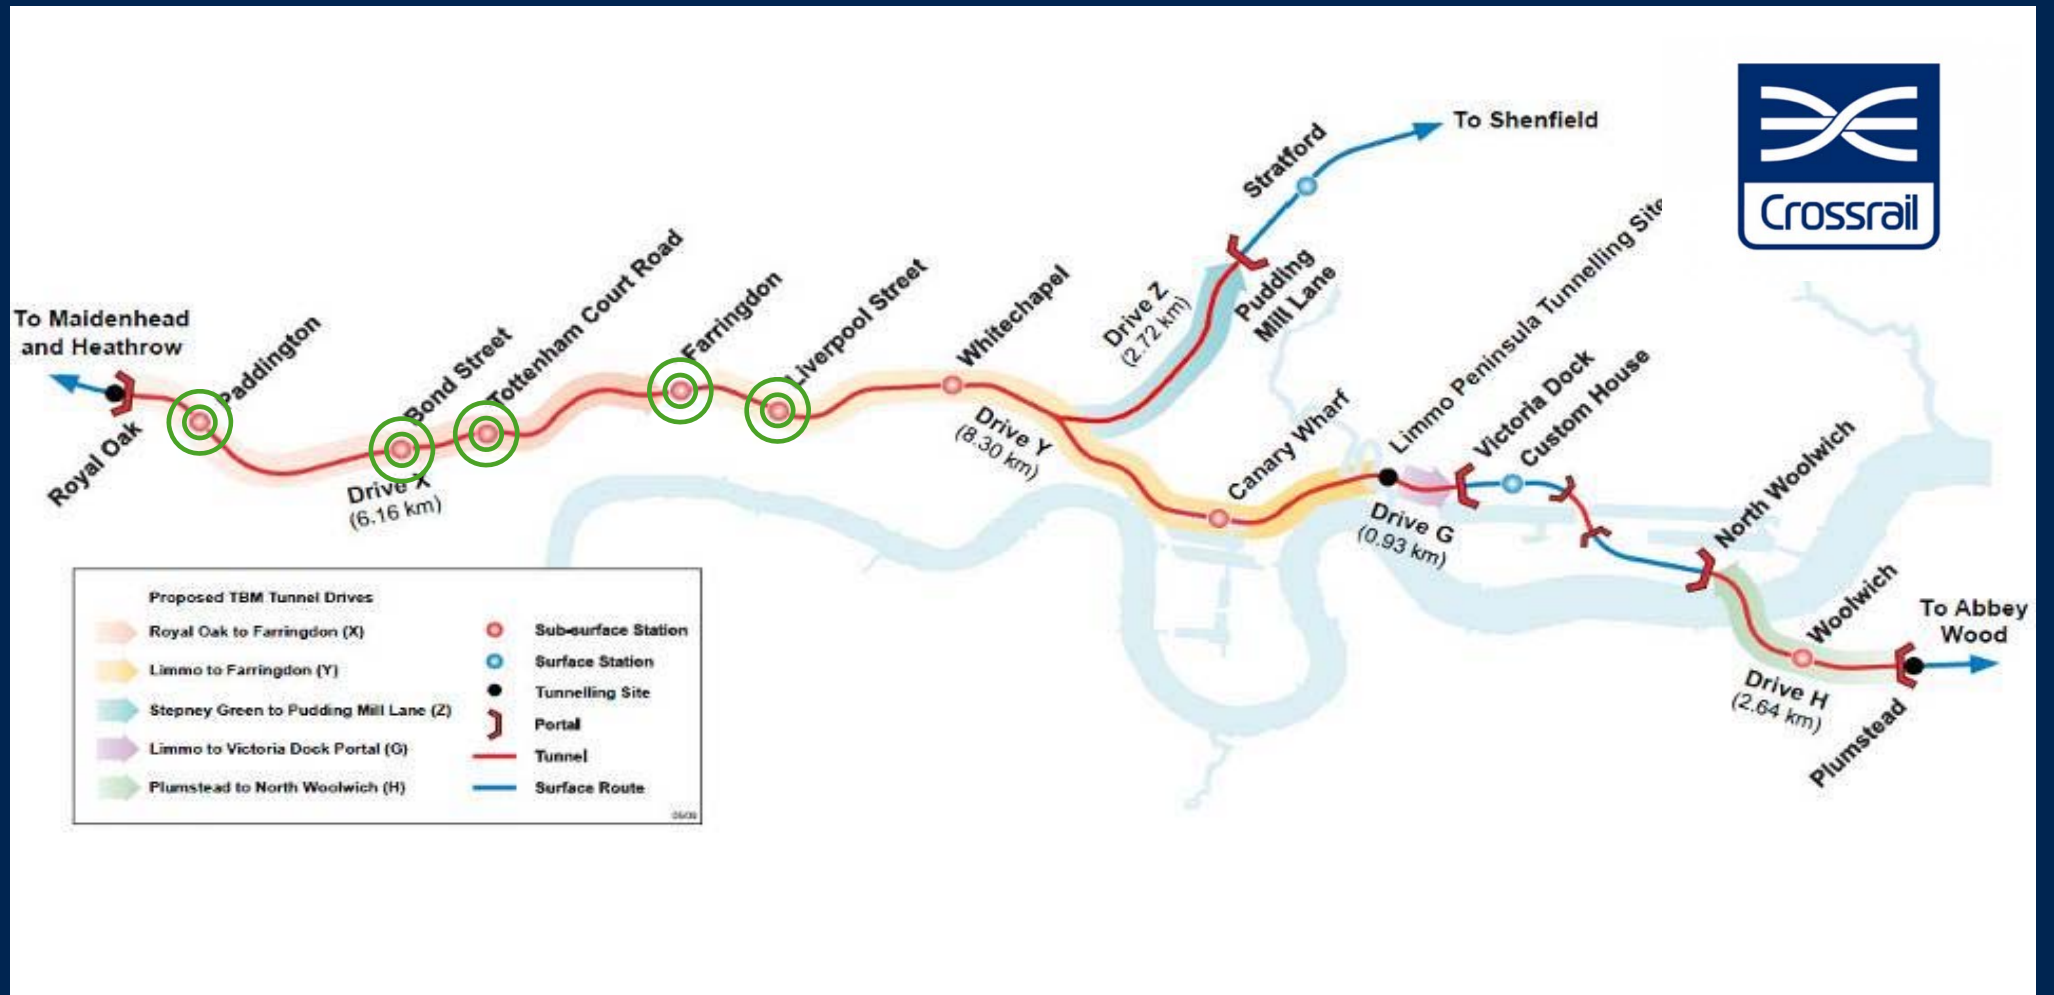 To Shenfield
Stratford
Crossrail
Pudding
Mill Lane
Drive Z
(2.72 km)
Limmo Peninsula Tunnelling Site
To Maidenhead
and Heathrow
Royal Oak
Paddington
Bond Street
Tottenham Court Road
Farringdon
Liverpool Street
Whitechapel
Drive X
(6.16 km)
Drive Y
(8.30 km)
Canary Wharf
Victoria Dock
Custom House
Drive G
(0.93 km)
North Woolwich
Woolwich
To Abbey
Wood
Drive H
(2.64 km)
Plumstead
Proposed TBM Tunnel Drives
Royal Oak to Farringdon (X)
Limmo to Farringdon (Y)
Stepney Green to Pudding Mill Lane (Z)
Limmo to Victoria Dock Portal (G)
Plumstead to North Woolwich (H)
Sub-surface Station
Surface Station
Tunnelling Site
Portal
Tunnel
Surface Route